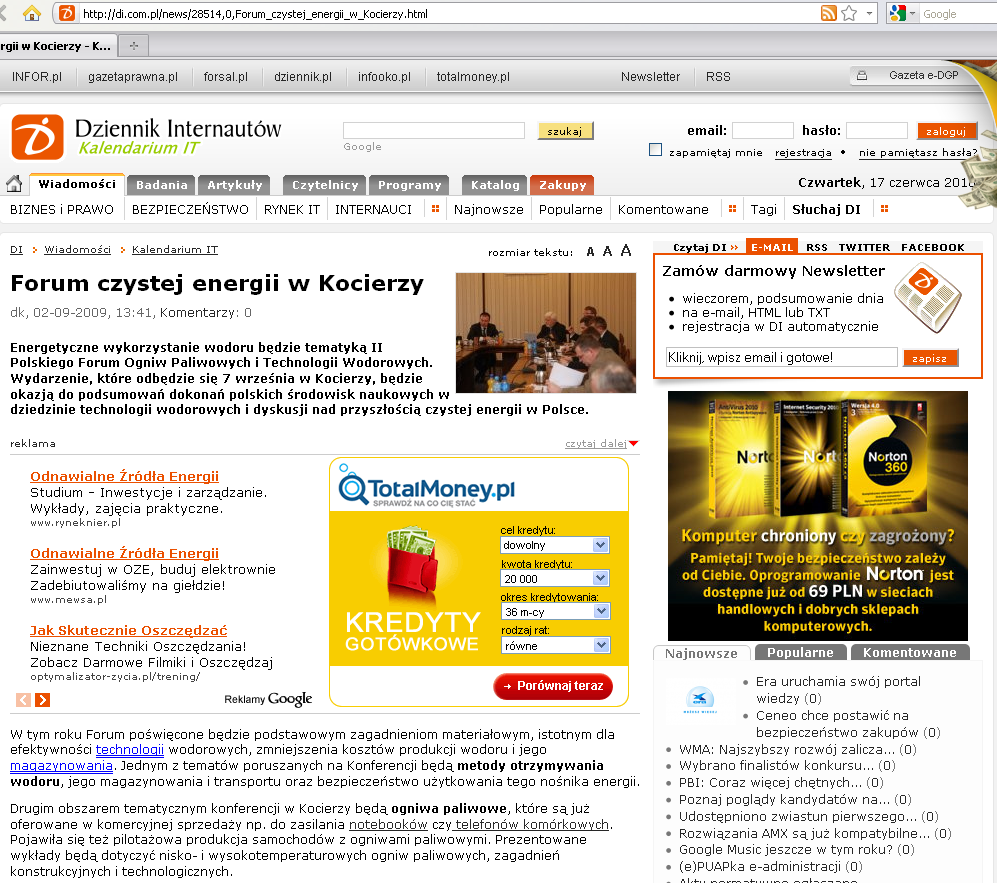 http://di.com.pl/news/28514,0,Forum_czystej_energii_w_Kocierzy.html
Google
rgii w Kocierzy - K...
INFOR.pl
gazetaprawna.pl
forsal.pl
dziennik.pl
infooko.pl
totalmoney.pl
Newsletter
RSS
Gazeta e-DGP
Dziennik Internautów
Kalendarium IT
szukaj
Google
email:
hasło:
zaloguj
zapamiętaj mnie
rejestracja • nie pamiętasz hasła?
Wiadomości
Badania
Artykuły
Czytelnicy
Programy
Katalog
Zakupy
Czwartek, 17 czerwca
BIZNES i PRAWO
BEZPIECZEŃSTWO
RYNEK IT
INTERNAUCI
Najnowsze
Popularne
Komentowane
Tagi
Słuchaj DI
DI
Wiadomości
Kalendarium IT
rozmiar tekstu: A A A
Forum czystej energii w Kocierzy
dk, 02-09-2009, 13:41, Komentarzy: 0
Energetyczne wykorzystanie wodoru będzie tematyką II
Polskiego Forum Ogniw Paliwowych i Technologii Wodorowych.
Wydarzenie, które odbędzie się 7 września w Kocierzy, będzie
okazją do podsumowań dokonań polskich środowisk naukowych w
dziedzinie technologii wodorowych i dyskusji nad przyszłością czystej energii w Polsce.
reklama
czytaj dalej
Odnawialne Źródła Energii
Studium - Inwestycje i zarządzanie.
Wykłady, zajęcia praktyczne.
www.ryneknier.pl
Odnawialne Źródła Energii
Zainwestuj w OZE, buduj elektrownie
Zadebiutowaliśmy na giełdzie!
www.mewsa.pl
Jak Skutecznie Oszczędzać
Nieznane Techniki Oszczędzania!
Zobacz Darmowe Filmiki i Oszczędzaj
optymalizator-zycia.pl/trening/
Reklamy Google
TotalMoney.pl
SPRAWDŹ NA CO CIĘ STAĆ
KREDYTY
GOTÓWKOWE
cel kredytu:
dowolny
kwota kredytu:
20 000
okres kredytowania:
36 m-cy
rodzaj rat:
równe
Porównaj teraz
W tym roku Forum poświęcone będzie podstawowym zagadnieniom materiałowym, istotnym dla
efektywności technologii wodorowych, zmniejszenia kosztów produkcji wodoru i jego
magazynowania. Jednym z tematów poruszanych na Konferencji będą metody otrzymywania
wodoru, jego magazynowania i transportu oraz bezpieczeństwo użytkowania tego nośnika energii.
Drugim obszarem tematycznym konferencji w Kocierzy będą ogniwa paliwowe, które są już
oferowane w komercyjnej sprzedaży np. do zasilania notebooków czy telefonów komórkowych.
Pojawiła się też pilotażowa produkcja samochodów z ogniwami paliwowymi. Prezentowane
wykłady będą dotyczyć nisko- i wysokotemperaturowych ogniw paliwowych, zagadnień
konstrukcyjnych i technologicznych.
Czytaj DI ››
E-MAIL
RSS
TWITTER
FACEBOOK
Zamów darmowy Newsletter
• wieczorem, podsumowanie dnia
• na e-mail, HTML lub TXT
• rejestracja w DI automatycznie
Kliknij, wpisz email i gotowe!
zapisz
AntiVirus 2010
Internet Security 201
Wersja 4.0
Nort
Nort
Norton
360
Komputer chroniony czy zagrożony?
Pamiętaj! Twoje bezpieczeństwo zależy
od Ciebie. Oprogramowanie Norton jest
dostępne już od 69 PLN w sieciach
handlowych i dobrych sklepach
komputerowych.
Najnowsze
Popularne
Komentowane
• Era uruchamia swój portal
wiedzy (0)
• Ceneo chce postawić na
bezpieczeństwo zakupów (0)
• WMA: Najszybszy rozwój zalicza... (0)
• Wybrano finalistów konkursu... (0)
• PBI: Coraz więcej chętnych... (0)
• Poznaj poglądy kandydatów na... (0)
• Udostępniono zwiastun pierwszego... (0)
• Rozwiązania AMX są już kompatybilne... (0)
• Google Music jeszcze w tym roku? (0)
• (e)PUAPka e-administracji (0)